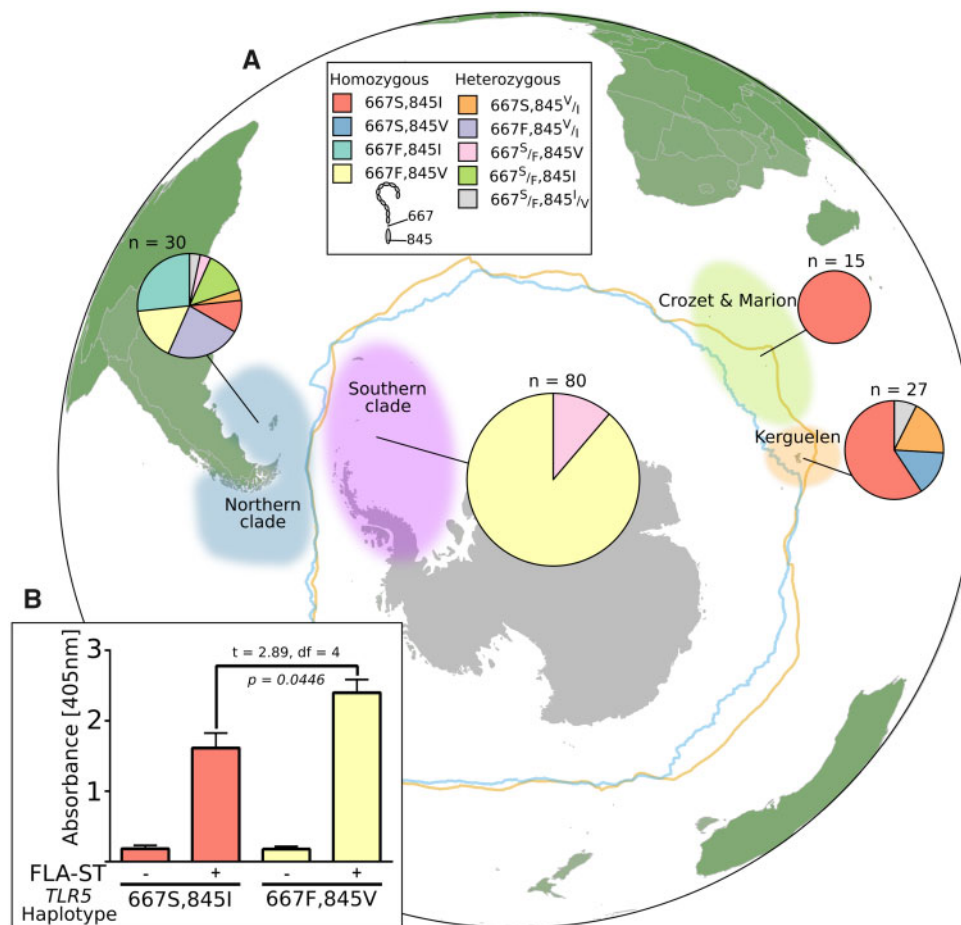 A
Homozygous
667S,845I
667S,845V
667F,845I
667F,845V
667
845
Heterozygous
667S,845V/I
667F,845V/I
667S/F,845V
667S/F,845I
667S/F,845I/V
n = 30
n = 15
Crozet & Marion
n = 80
n = 27
Southern
clade
Kerguelen
Northern
clade
B
3
2
1
Absorbance [405nm]
t = 2.89, df = 4
p = 0.0446
FLA-ST - + - +
TLR5
Haplotype
667S,845I 667F,845V